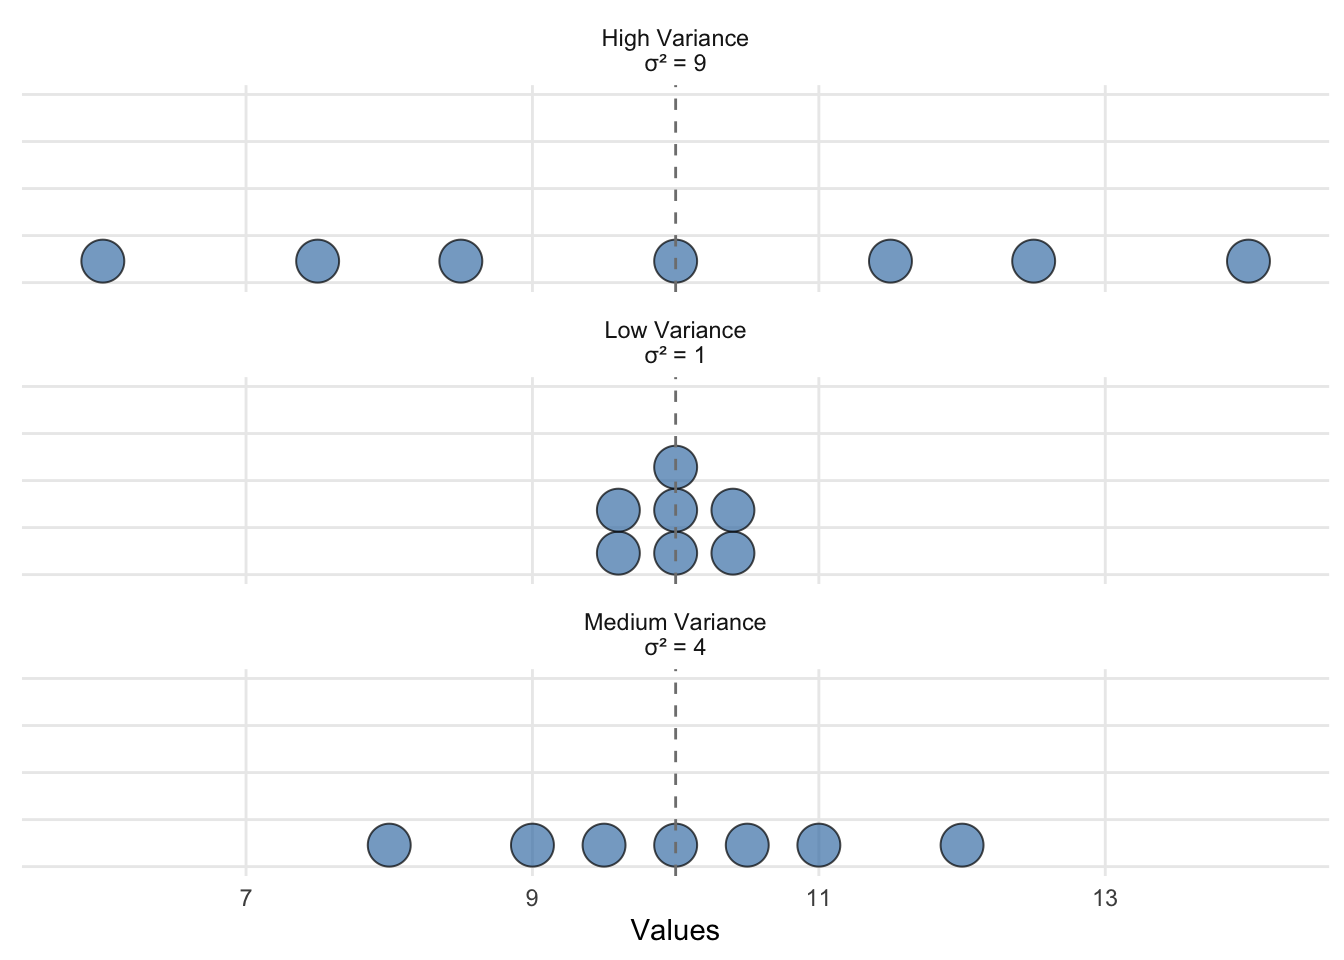 High Variance
σ² = 9
Low Variance
σ² = 1
Medium Variance
σ² = 4
7 9 11 13
Values